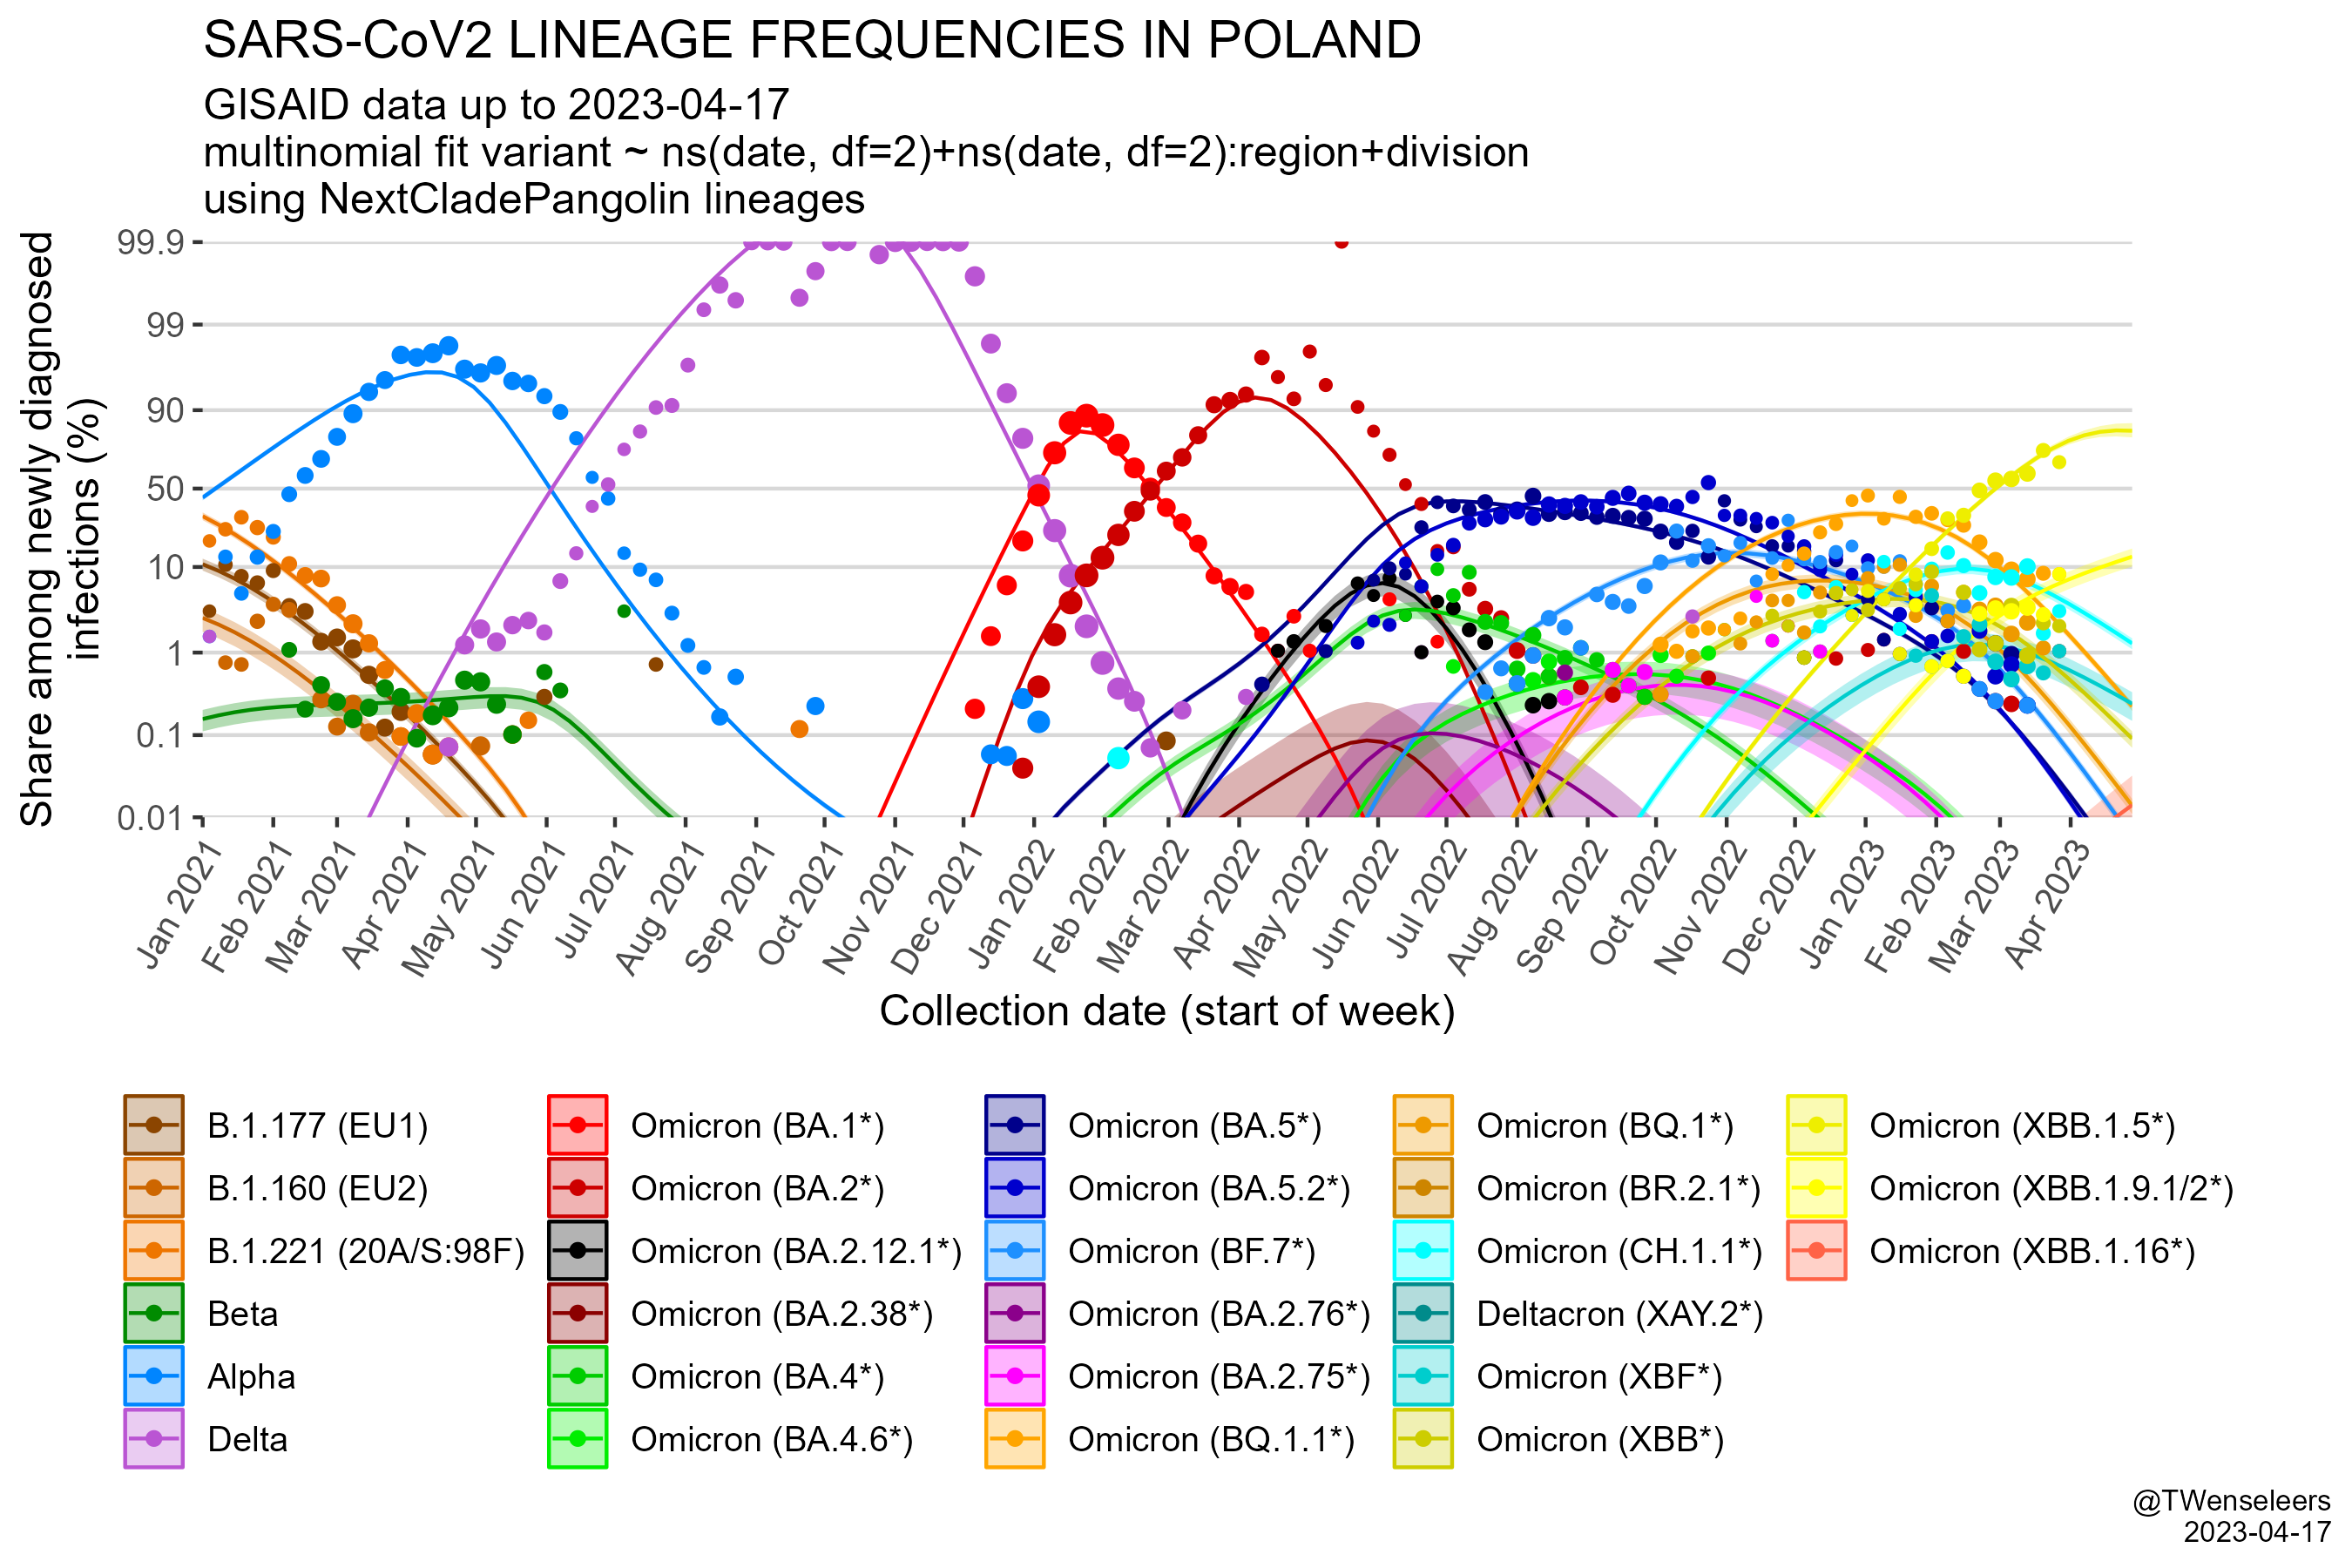 SARS-CoV2 LINEAGE FREQUENCIES IN POLAND
GISAID data up to 2023-04-17
multinomial fit variant ~ ns(date, df=2)+ns(date, df=2):region+division
using NextCladePangolin lineages
Share among newly diagnosed
infections (%)
99.9
99
90
50
10
1
0.1
0.01
Jan 2021
Feb 2021
Mar 2021
Apr 2021
May 2021
Jun 2021
Jul 2021
Aug 2021
Sep 2021
Oct 2021
Nov 2021
Dec 2021
Jan 2022
Feb 2022
Mar 2022
Apr 2022
May 2022
Jun 2022
Jul 2022
Aug 2022
Sep 2022
Oct 2022
Nov 2022
Dec 2022
Jan 2023
Feb 2023
Mar 2023
Apr 2023
Collection date (start of week)
B.1.177 (EU1)
B.1.160 (EU2)
B.1.221 (20A/S:98F)
Beta
Alpha
Delta
Omicron (BA.1*)
Omicron (BA.2*)
Omicron (BA.2.12.1*)
Omicron (BA.2.38*)
Omicron (BA.4*)
Omicron (BA.4.6*)
Omicron (BA.5*)
Omicron (BA.5.2*)
Omicron (BF.7*)
Omicron (BA.2.76*)
Omicron (BA.2.75*)
Omicron (BQ.1.1*)
Omicron (BQ.1*)
Omicron (BR.2.1*)
Omicron (CH.1.1*)
Deltacron (XAY.2*)
Omicron (XBF*)
Omicron (XBB*)
Omicron (XBB.1.5*)
Omicron (XBB.1.9.1/2*)
Omicron (XBB.1.16*)
@TWenseleers
2023-04-17